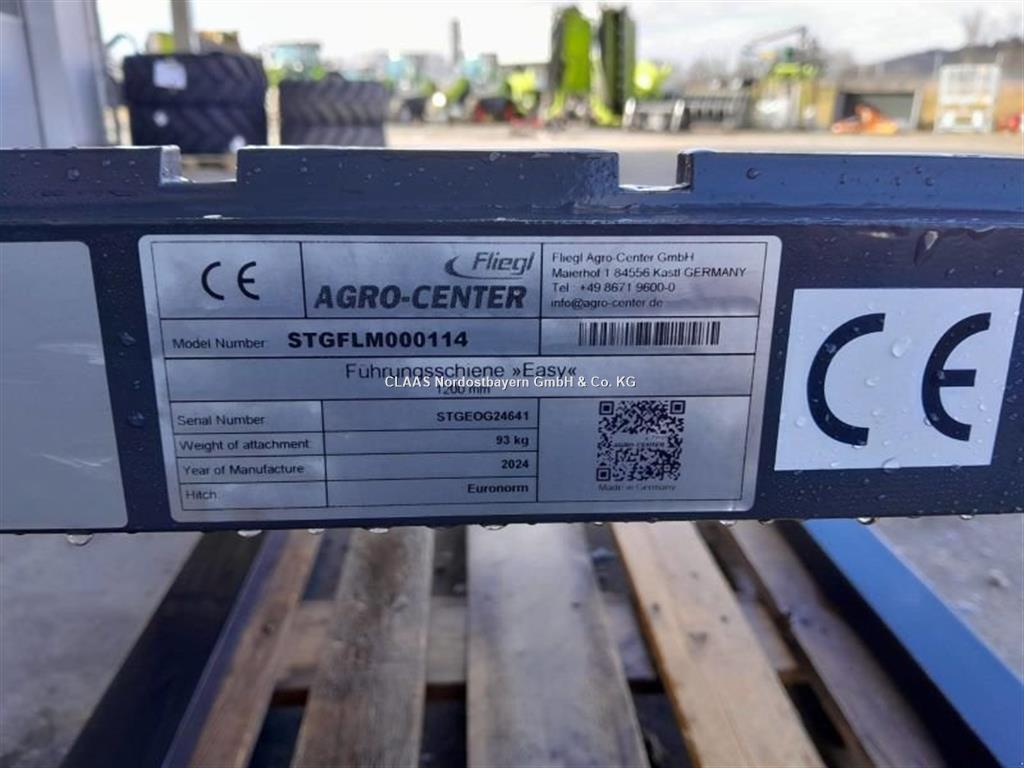 CE
Fliegl
AGRO-CENTER
Fliegl Agro-Center GmbH
Maierhof 1 84556 Kastl GERMANY
Tel.: +49 8671 9600-0
info@agro-center.de
Model Number: STGFLM000114
Führungsschiene »Easy«
1200 mm
CLAAS Nordostbayern GmbH & Co. KG
Serial Number STGEOG24641
Weight of attachment: 93 kg
Year of Manufacture 2024
Hitch: Euronorm
AGRO-CENTER
Made in Germany
CE